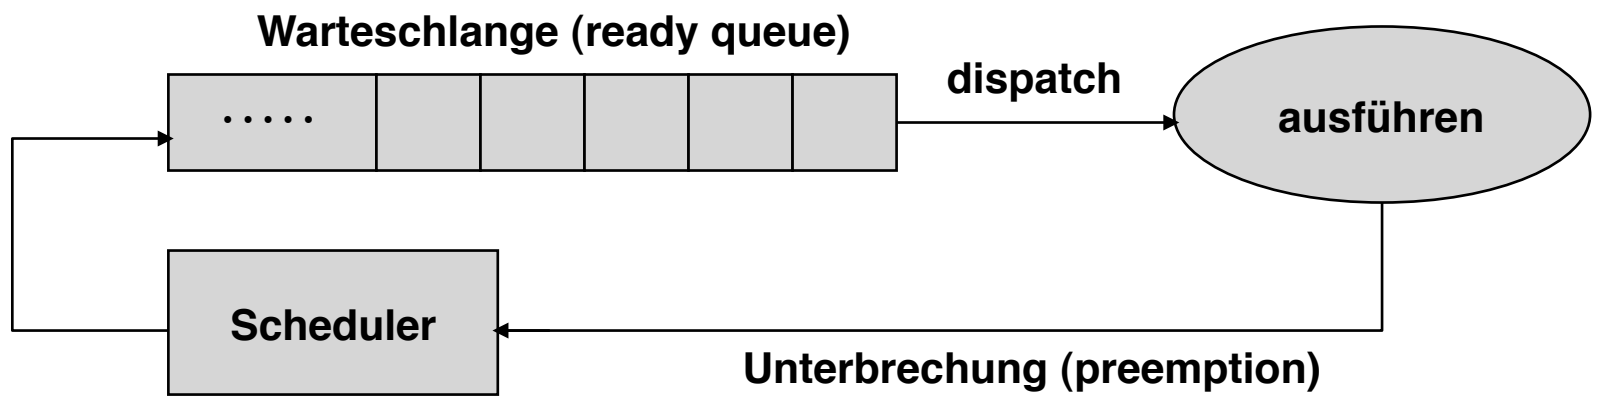 Warteschlange (ready queue)
dispatch
.....
ausführen
Scheduler
Unterbrechung (preemption)